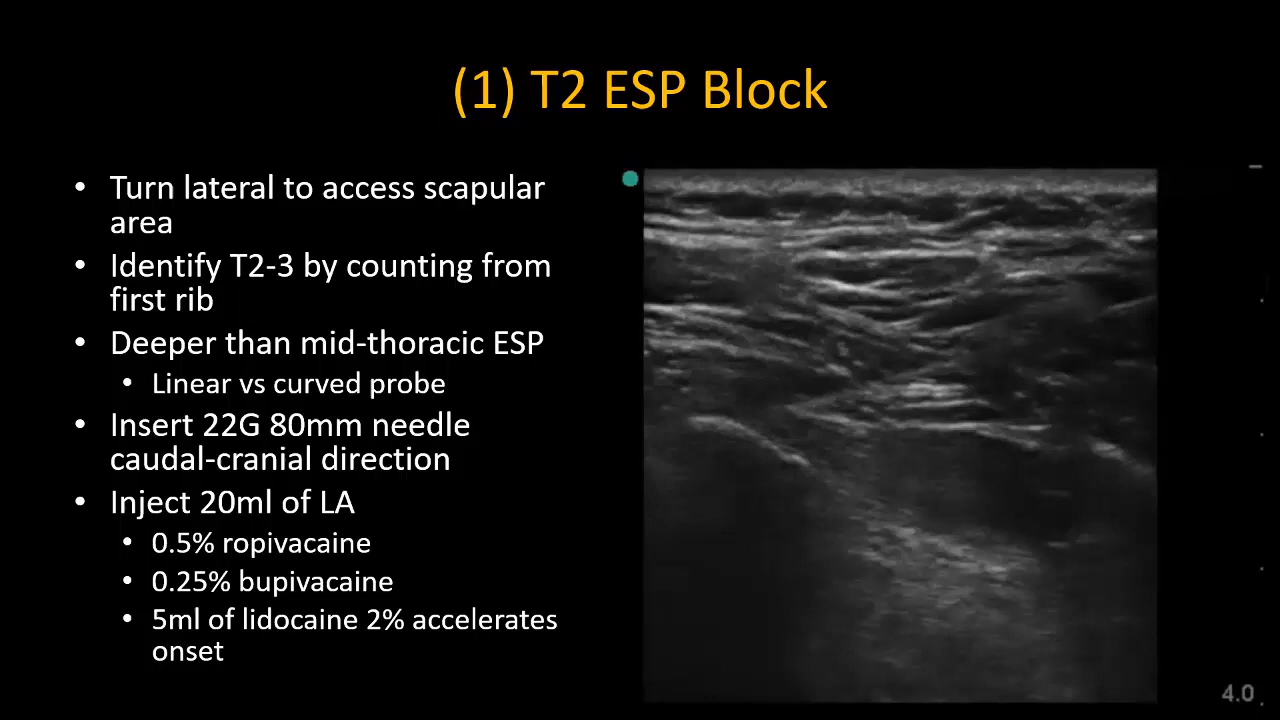 (1) T2 ESP Block
• Turn lateral to access scapular
area
• Identify T2-3 by counting from
first rib
• Deeper than mid-thoracic ESP
• Linear vs curved probe
• Insert 22G 80mm needle
caudal-cranial direction
• Inject 20ml of LA
• 0.5% ropivacaine
• 0.25% bupivacaine
• 5ml of lidocaine 2% accelerates
onset
4.0